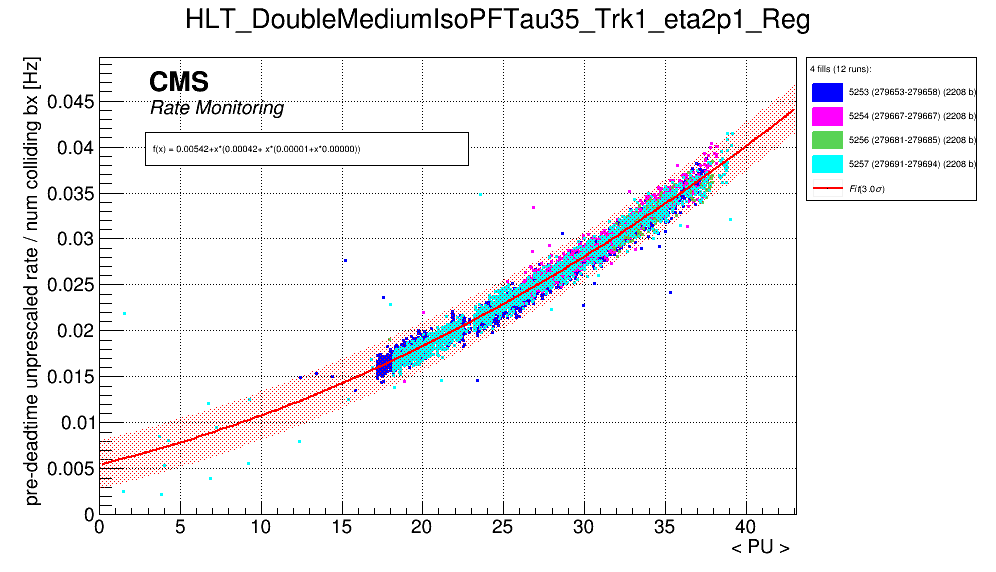 HLT_DoubleMediumIsoPFTau35_Trk1_eta2p1_Reg
pre-deadtime unprescaled rate / num colliding bx [Hz]
CMS
Rate Monitoring
f(x) = 0.00542+x*(0.00042+ x*(0.00001+x*0.00000))
0.045
0.04
0.035
0.03
0.025
0.02
0.015
0.01
0.005
0
0 5 10 15 20 25 30 35 40
< PU >
4 fills (12 runs):
5253 (279653-279658) (2208 b)
5254 (279667-279667) (2208 b)
5256 (279681-279685) (2208 b)
5257 (279691-279694) (2208 b)
Fit(3.0σ)